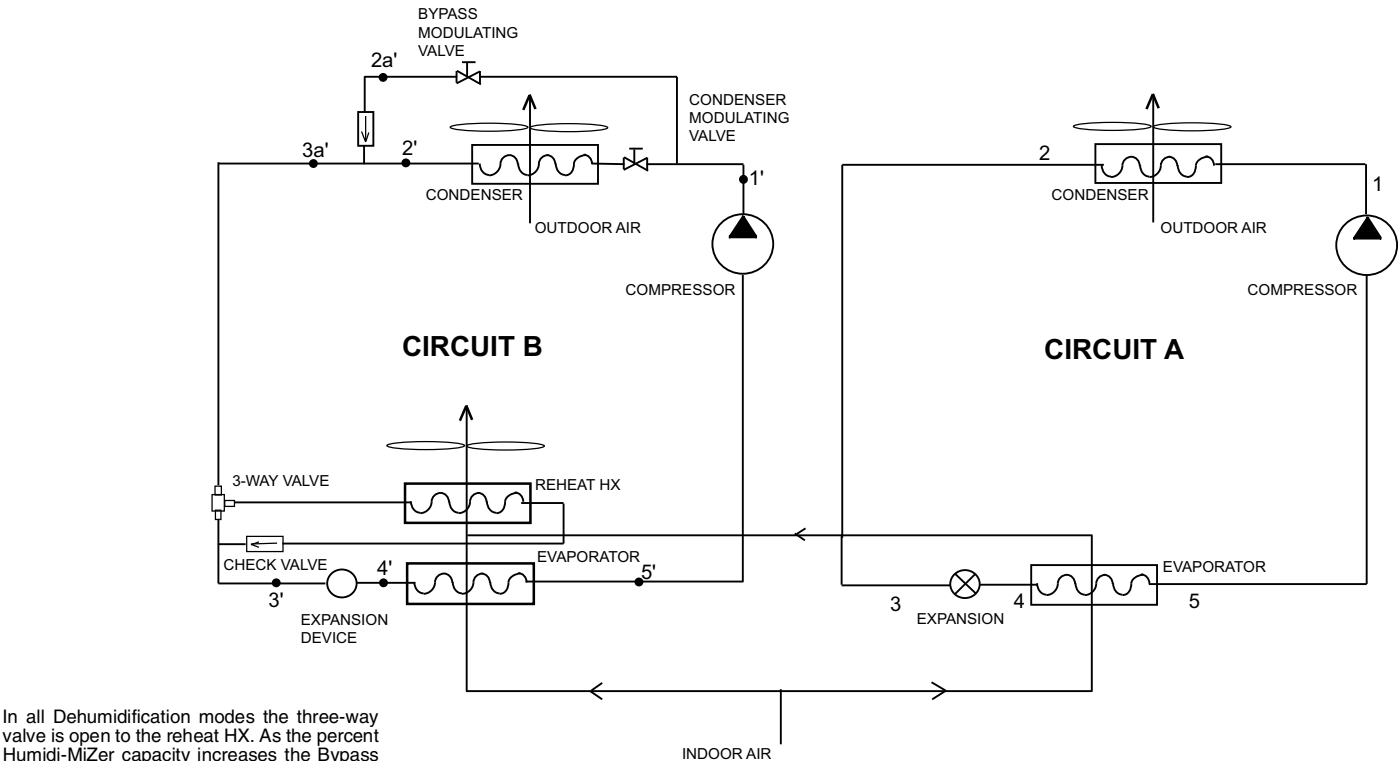 BYPASS
MODULATING
VALVE
2a'
CONDENSER
MODULATING
VALVE
3a'
2'
1'
CONDENSER
OUTDOOR AIR
COMPRESSOR
2
1
CONDENSER
OUTDOOR AIR
COMPRESSOR
CIRCUIT B
CIRCUIT A
3-WAY VALVE
REHEAT HX
CHECK VALVE
EVAPORATOR
3'
4'
5'
EXPANSION
DEVICE
EVAPORATOR
3
4
5
EXPANSION
INDOOR AIR
In all Dehumidification modes the three-way
valve is open to the reheat HX. As the percent
Humidi-MiZer capacity increases the Bypass